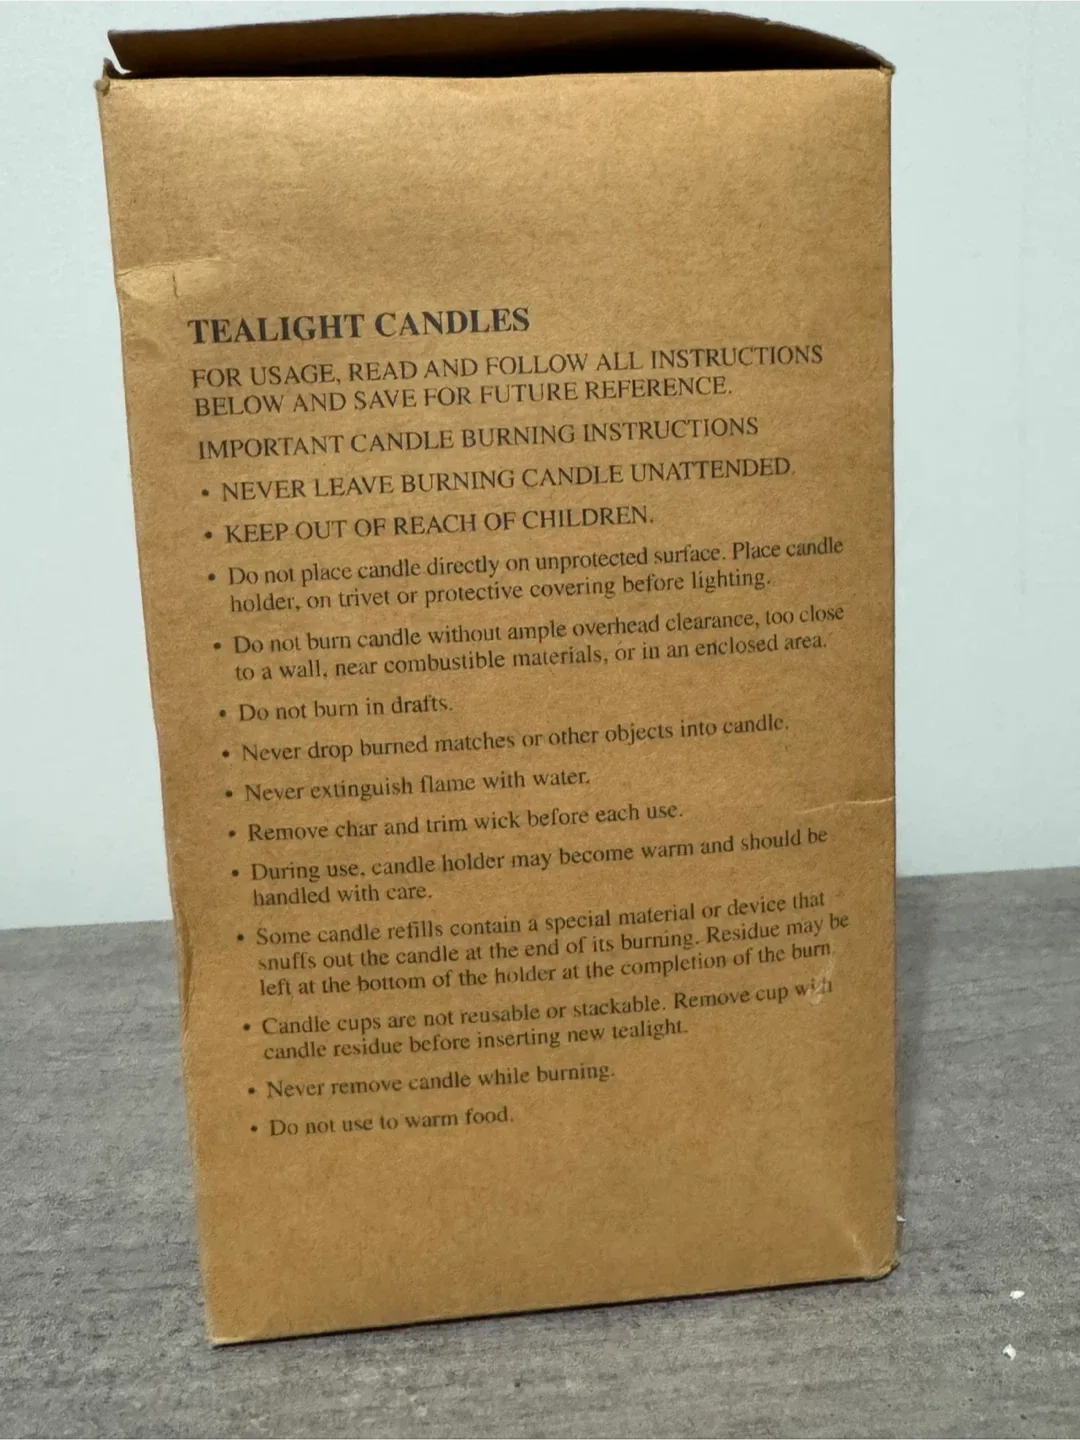 TEALIGHT CANDLES
FOR USAGE, READ AND FOLLOW ALL INSTRUCTIONS
BELOW AND SAVE FOR FUTURE REFERENCE.
IMPORTANT CANDLE BURNING INSTRUCTIONS
• NEVER LEAVE BURNING CANDLE UNATTENDED.
• KEEP OUT OF REACH OF CHILDREN.
• Do not place candle directly on unprotected surface. Place candle
holder, on trivet or protective covering before lighting.
• Do not burn candle without ample overhead clearance, too close
to a wall, near combustible materials, or in an enclosed area.
• Do not burn in drafts.
• Never drop burned matches or other objects into candle.
• Never extinguish flame with water.
• Remove char and trim wick before each use.
• During use, candle holder may become warm and should be
handled with care.
• Some candle refills contain a special material or device that
snuffs out the candle at the end of its burning. Residue may be
left at the bottom of the holder at the completion of the burn.
• Candle cups are not reusable or stackable. Remove cup with
candle residue before inserting new tealight.
• Never remove candle while burning.
• Do not use to warm food.